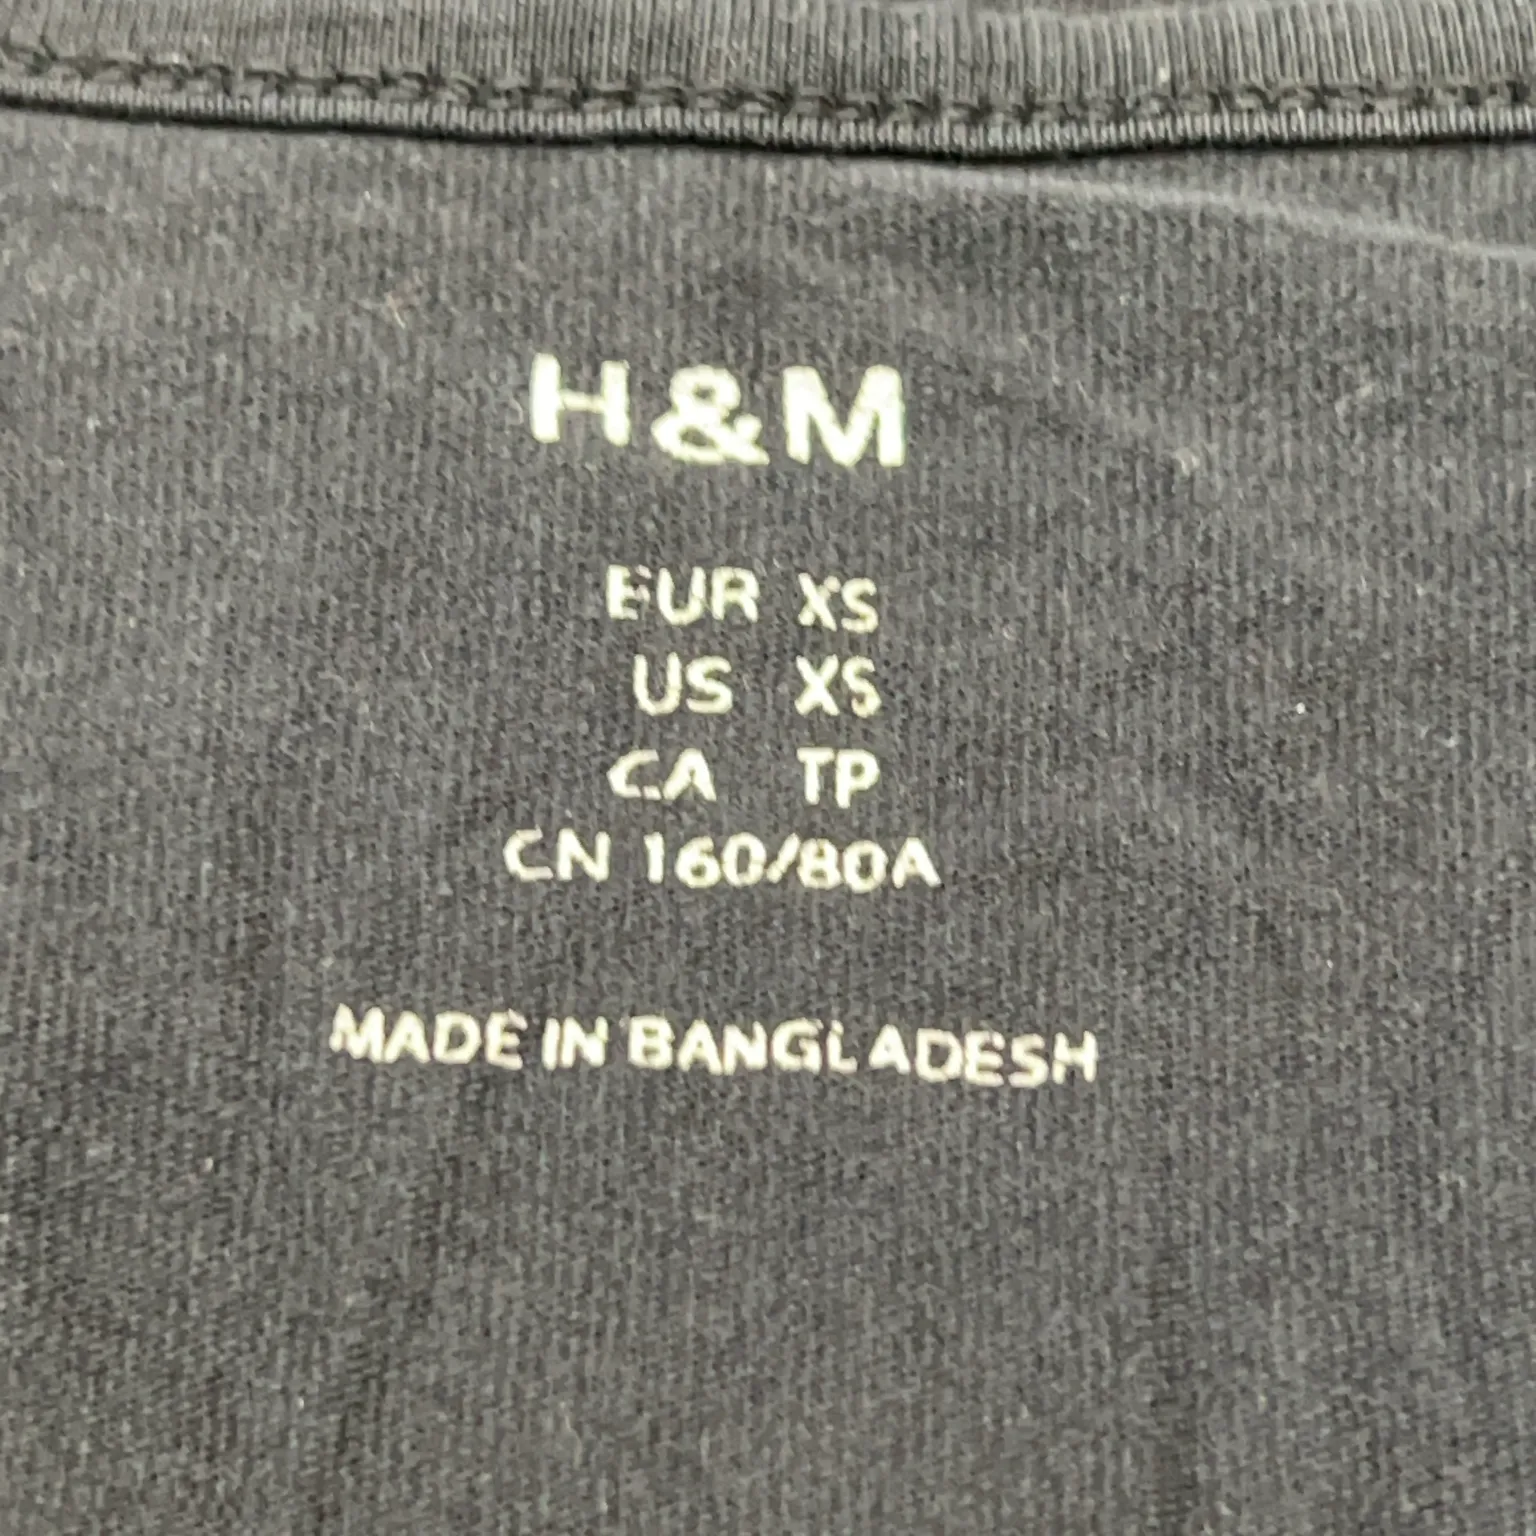 H&M
EUR XS
US XS
CA TP
CN 160/80A
MADE IN BANGLADESH